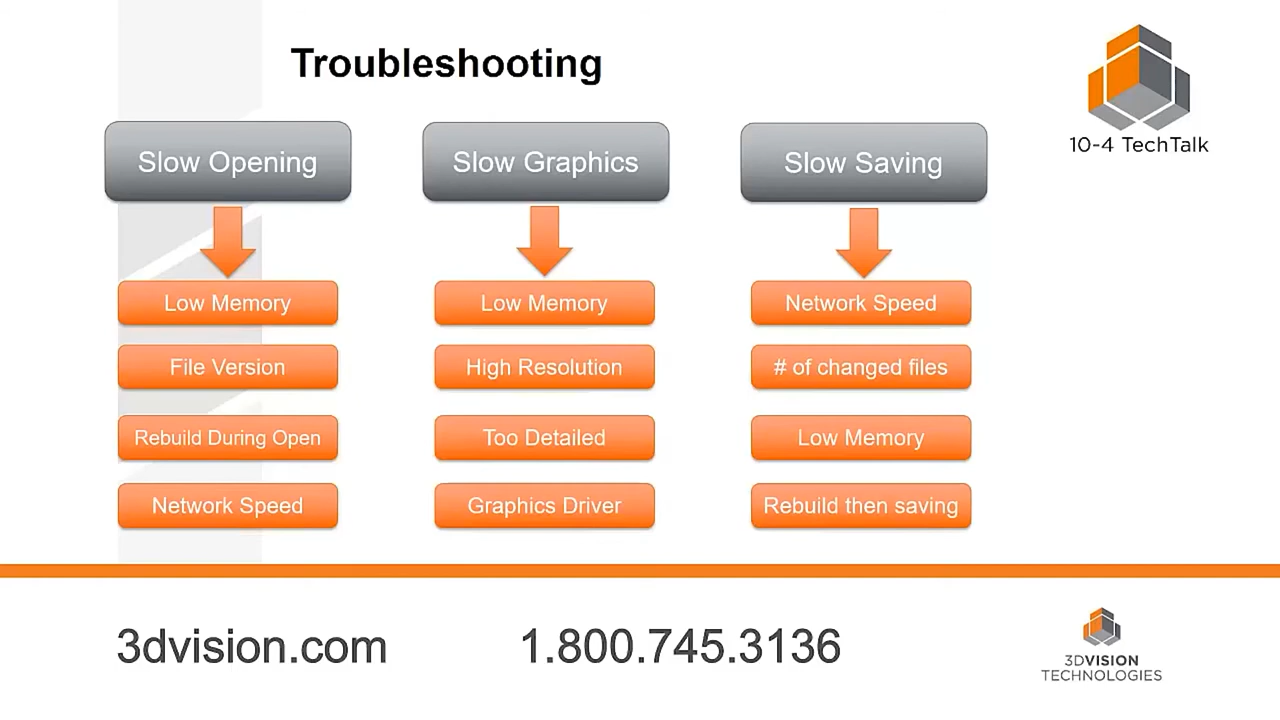 Troubleshooting
10-4 TechTalk
Slow Opening
Low Memory
File Version
Rebuild During Open
Network Speed
Slow Graphics
Low Memory
High Resolution
Too Detailed
Graphics Driver
Slow Saving
Network Speed
# of changed files
Low Memory
Rebuild then saving
3dvision.com
1.800.745.3136
3DVISION
TECHNOLOGIES